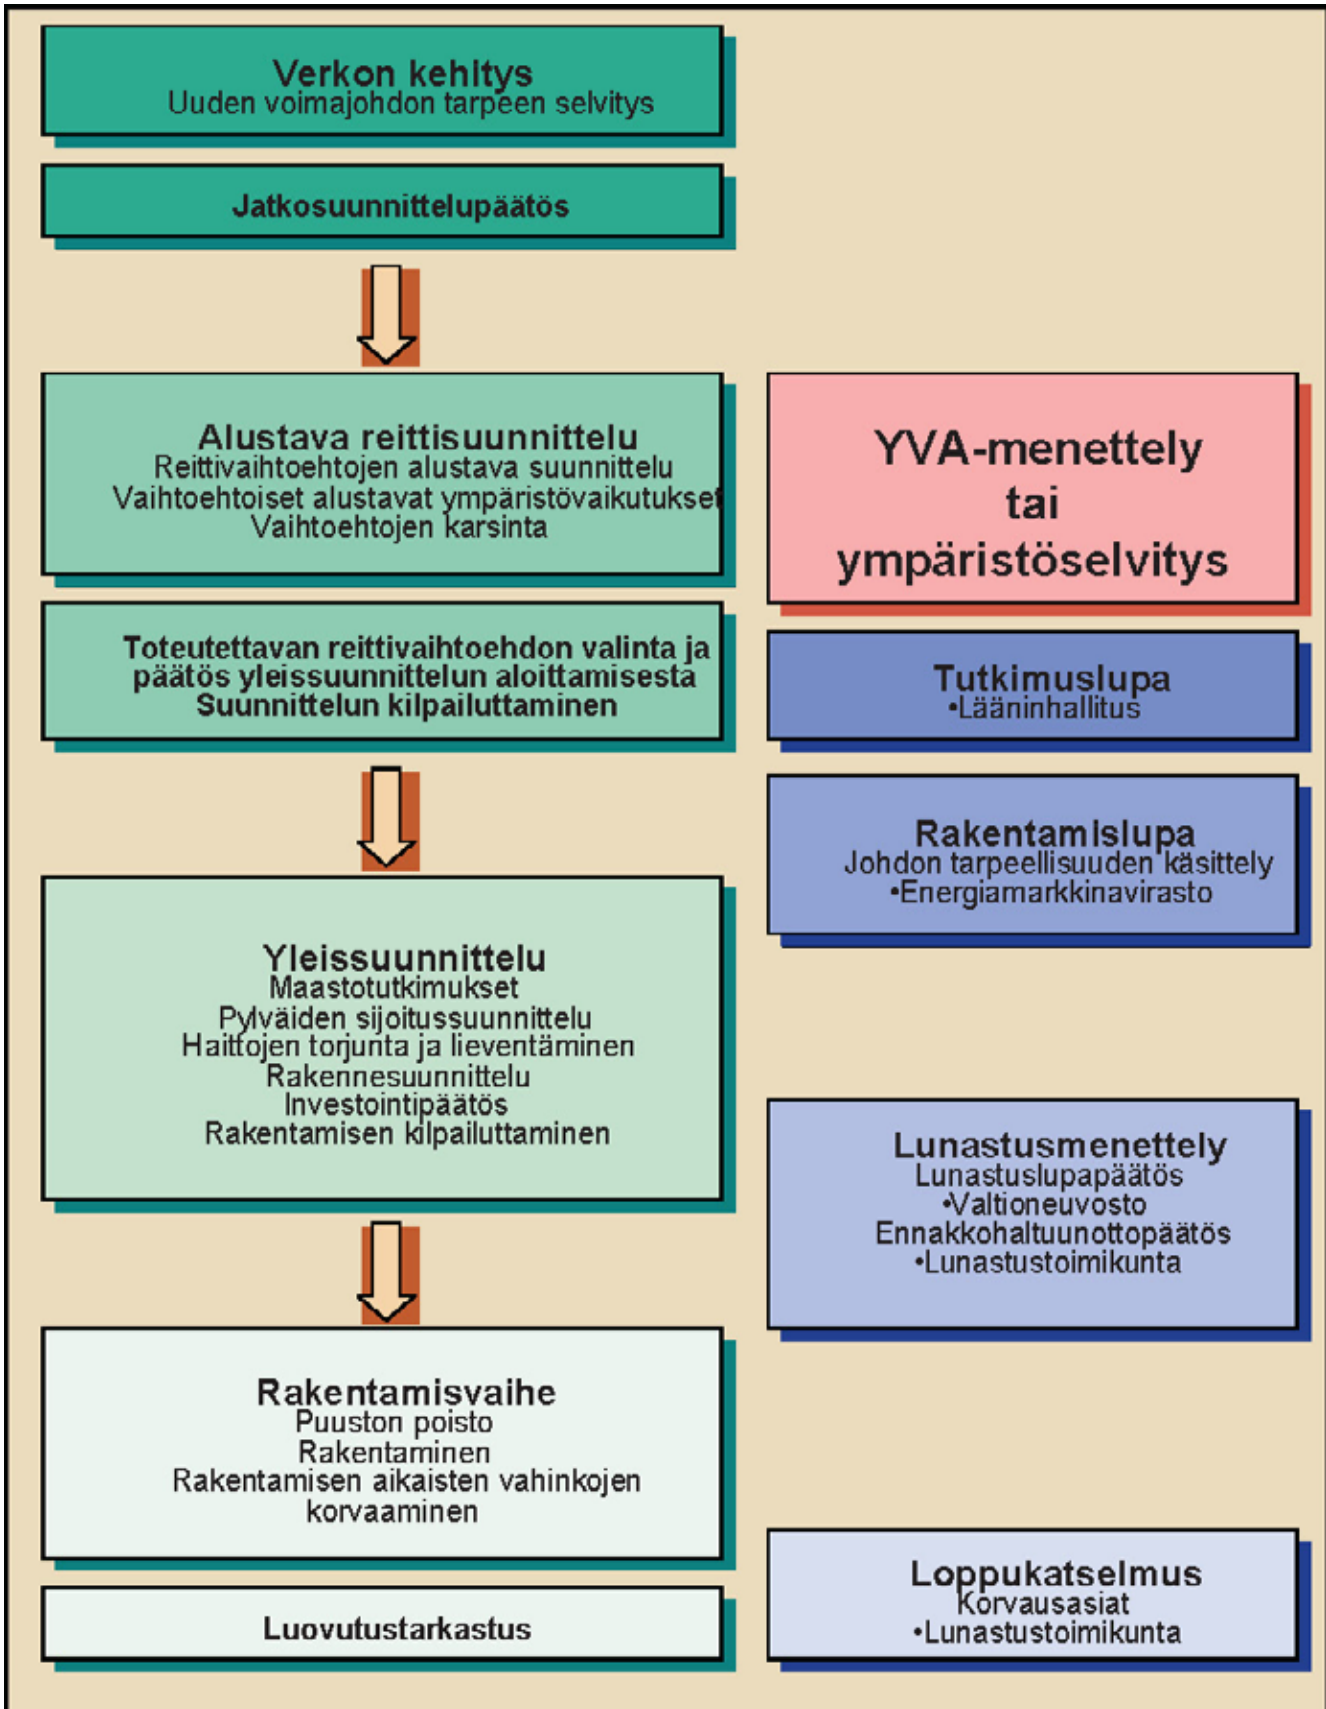 Verkon kehitys
Uuden voimajohdon tarpeen selvitys
Jatkosuunnittelupäätös
Alustava reittisuunnittelu
Reittivaihtoehtojen alustava suunnittelu
Vaihtoehtoiset alustavat ympäristövaikutukset
Vaihtoehtojen karsinta
Toteutettavan reittivaihtoehdon valinta ja
päätös yleissuunnittelun aloittamisesta
Suunnittelun kilpailuttaminen
Yleissuunnittelu
Maastotutkimukset
Pylväiden sijoitussuunnittelu
Haittojen torjunta ja lieventäminen
Rakennesuunnittelu
Investointipäätös
Rakentamisen kilpailuttaminen
Rakentamisvaihe
Puuston poisto
Rakentaminen
Rakentamisen aikaisten vahinkojen
korvaaminen
Luovutustarkastus
YVA-menettely
tai
ympäristöselvitys
Tutkimuslupa
•Lääninhallitus
Rakentamislupa
Johdon tarpeellisuuden käsittely
•Energiamarkkinavirasto
Lunastusmenettely
Lunastuslupapäätös
•Valtioneuvosto
Ennakkohaltuunottopäätös
•Lunastustoimikunta
Loppukatselmus
Korvausasiat
•Lunastustoimikunta